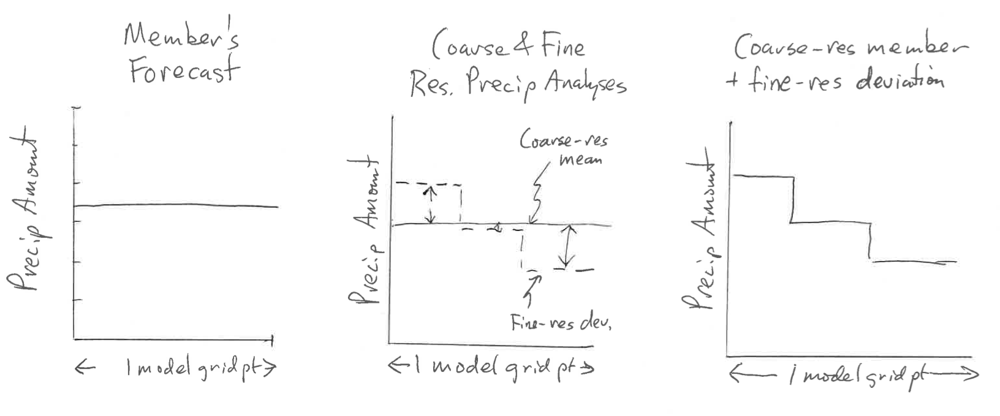 Member's
Forecast
Precip Amount
← 1 model grid pt →
Coarse & Fine
Res. Precip Analyses
Precip Amount
Coarse-res
mean
Fine-res dev.
← 1 model grid pt →
Coarse-res member
+ fine-res deviation
Precip Amount
← 1 model grid pt →